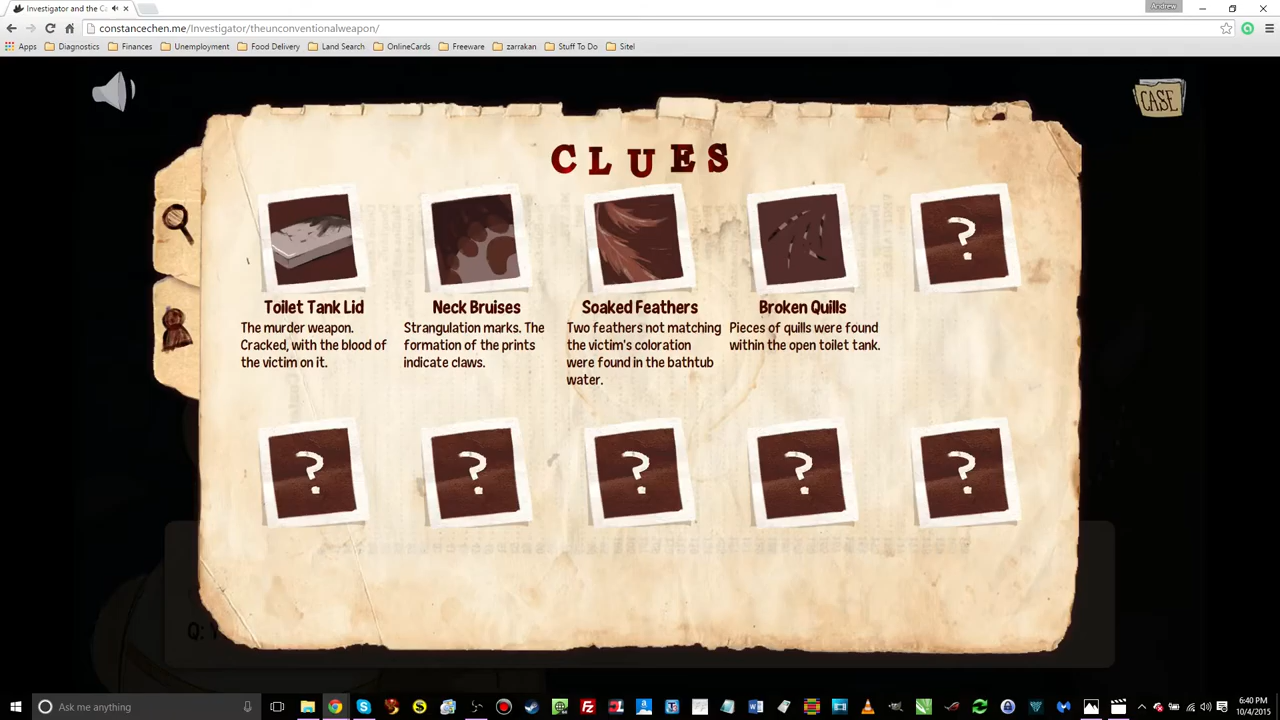 Investigator and the Ca
Andrew
constancechen.me/Investigator/theunconventionalweapon/
Apps
Diagnostics
Finances
Unemployment
Food Delivery
Land Search
OnlineCards
Freeware
zarrakan
Stuff To Do
Sitel
CASE
CLUES
?
Toilet Tank Lid
The murder weapon.
Cracked, with the blood of
the victim on it.
Neck Bruises
Strangulation marks. The
formation of the prints
indicate claws.
Soaked Feathers
Two feathers not matching
the victim's coloration
were found in the bathtub
water.
Broken Quills
Pieces of quills were found
within the open toilet tank.
? ? ? ? ?
Q:
Ask me anything
6:40 PM
10/4/2015